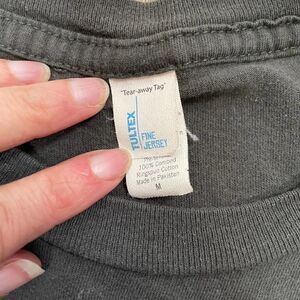 "Tear-away Tag"
TULTEX
FINE
JERSEY
100% Combed
Ringspun Cotton
Made in Pakistan
M